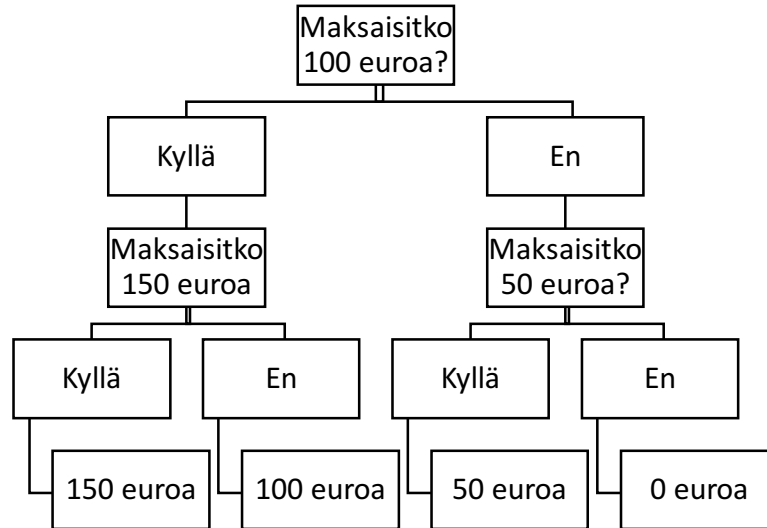 Maksaisitko
100 euroa?
Kyllä
En
Maksaisitko
150 euroa
Maksaisitko
50 euroa?
Kyllä
En
Kyllä
En
150 euroa
100 euroa
50 euroa
0 euroa